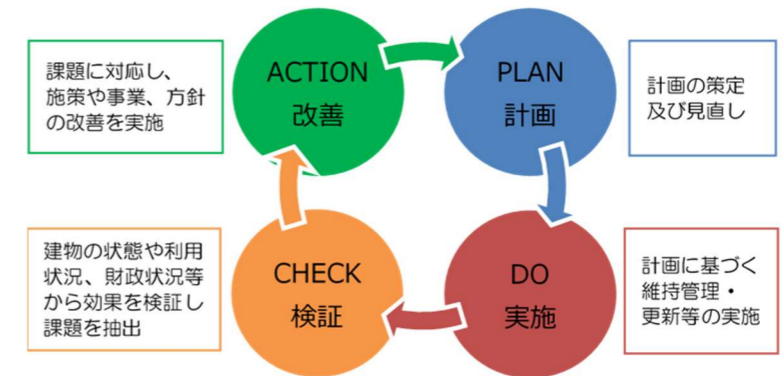 課題に対応し、
施策や事業、方針
の改善を実施
ACTION
改善
PLAN
計画
計画の策定
及び見直し
建物の状態や利用
状況、財政状況等
から効果を検証し
課題を抽出
CHECK
検証
DO
実施
計画に基づく
維持管理・
更新等の実施